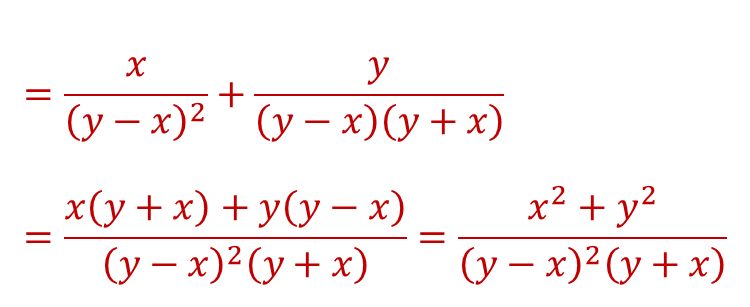 = x/(y − x)² + y/((y − x)(y + x))
= (x(y + x) + y(y − x))/((y − x)²(y + x)) = (x² + y²)/((y − x)²(y + x))